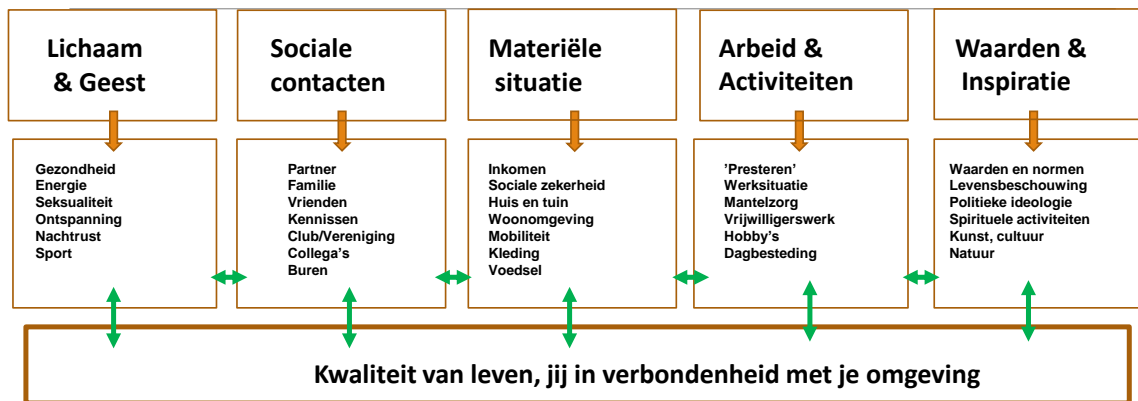 Lichaam
& Geest
Sociale
contacten
Materiële
situatie
Arbeid &
Activiteiten
Waarden &
Inspiratie
Gezondheid
Energie
Seksualiteit
Ontspanning
Nachtrust
Sport
Partner
Familie
Vrienden
Kennissen
Club/Vereniging
Collega's
Buren
Inkomen
Sociale zekerheid
Huis en tuin
Woonomgeving
Mobiliteit
Kleding
Voedsel
'Presteren'
Werksituatie
Mantelzorg
Vrijwilligerswerk
Hobby's
Dagbesteding
Waarden en normen
Levensbeschouwing
Politieke ideologie
Spirituele activiteiten
Kunst, cultuur
Natuur
Kwaliteit van leven, jij in verbondenheid met je omgeving